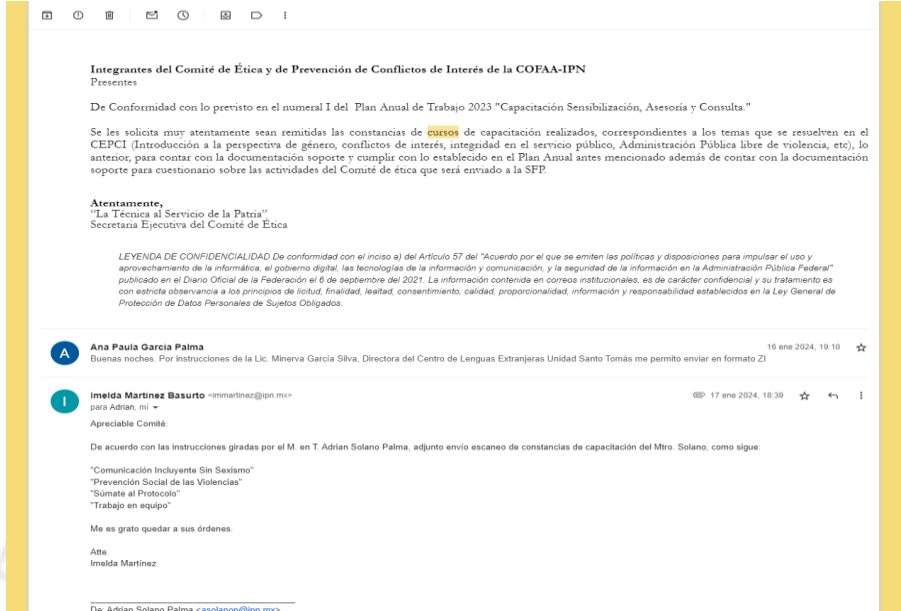 Integrantes del Comité de Ética y de Prevención de Conflictos de Interés de la COFAA-IPN
Presentes
De Conformidad con lo previsto en el numeral I del Plan Anual de Trabajo 2023 "Capacitación Sensibilización, Asesoría y Consulta."
Se les solicita muy atentamente sean remitidas las constancias de cursos de capacitación realizados, correspondientes a los temas que se resuelven en el
CEPCI (Introducción a la perspectiva de género, conflictos de interés, integridad en el servicio público, Administración Pública libre de violencia, etc), lo
anterior, para contar con la documentación soporte y cumplir con lo establecido en el Plan Anual antes mencionado además de contar con la documentación
soporte para cuestionario sobre las actividades del Comité de ética que será enviado a la SFP.
Atentamente,
"La Técnica al Servicio de la Patria"
Secretaria Ejecutiva del Comité de Ética
LEYENDA DE CONFIDENCIALIDAD De conformidad con el inciso a) del Artículo 57 del "Acuerdo por el que se emiten las políticas y disposiciones para impulsar el uso y
aprovechamiento de la informática, el gobierno digital, las tecnologías de la información y comunicación, y la seguridad de la información en la Administración Pública Federal"
publicado en el Diario Oficial de la Federación el 6 de septiembre del 2021. La información contenida en correos institucionales, es de carácter confidencial y su tratamiento es
con estricta observancia a los principios de licitud, finalidad, lealtad, consentimiento, calidad, proporcionalidad, información y responsabilidad establecidos en la Ley General de
Protección de Datos Personales de Sujetos Obligados.
A
Ana Paula García Palma 16 ene 2024, 19:10
Buenas noches. Por instrucciones de la Lic. Minerva García Silva, Directora del Centro de Lenguas Extranjeras Unidad Santo Tomás me permito enviar en formato ZI
I
Imelda Martínez Basurto <immartinez@ipn.mx> 17 ene 2024, 18:39
para Adrian, mí
Apreciable Comité:
De acuerdo con las instrucciones giradas por el M. en T. Adrian Solano Palma, adjunto envío escaneo de constancias de capacitación del Mtro. Solano, como sigue:
"Comunicación Incluyente Sin Sexismo"
"Prevención Social de las Violencias"
"Súmate al Protocolo"
"Trabajo en equipo"
Me es grato quedar a sus órdenes.
Atte.
Imelda Martínez
De: Adrian Solano Palma <asolanop@ipn.mx>